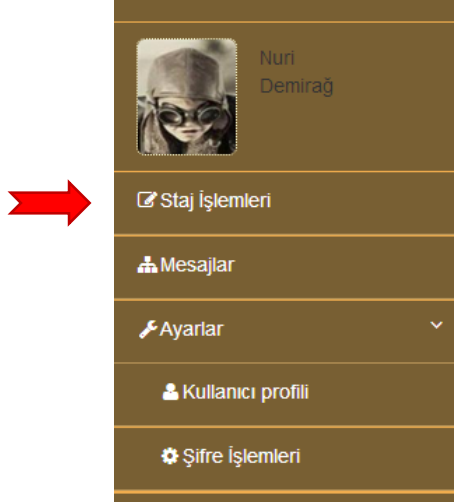 Nuri
Demirağ
Staj İşlemleri
Mesajlar
Ayarlar
Kullanıcı profili
Şifre İşlemleri